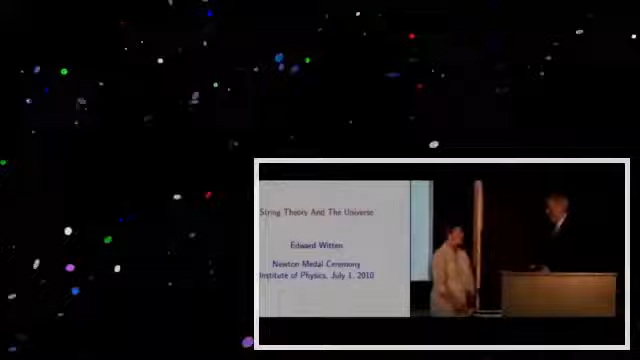 String Theory And The Universe
Edward Witten
Newton Medal Ceremony
Institute of Physics, July 1, 2010